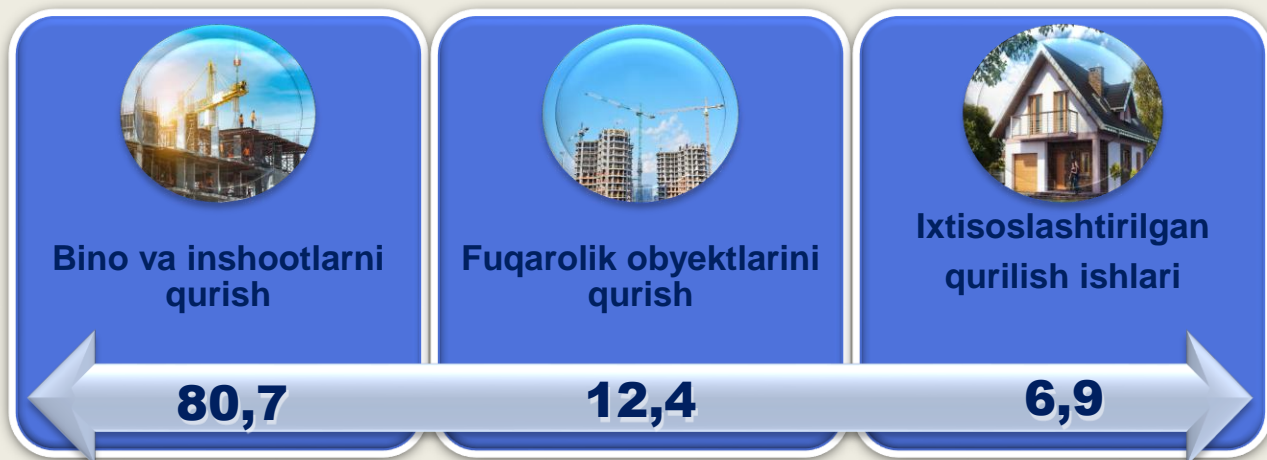 Bino va inshootlarni
qurish
Fuqarolik obyektlarini
qurish
Ixtisoslashtirilgan
qurilish ishlari
80,7
12,4
6,9